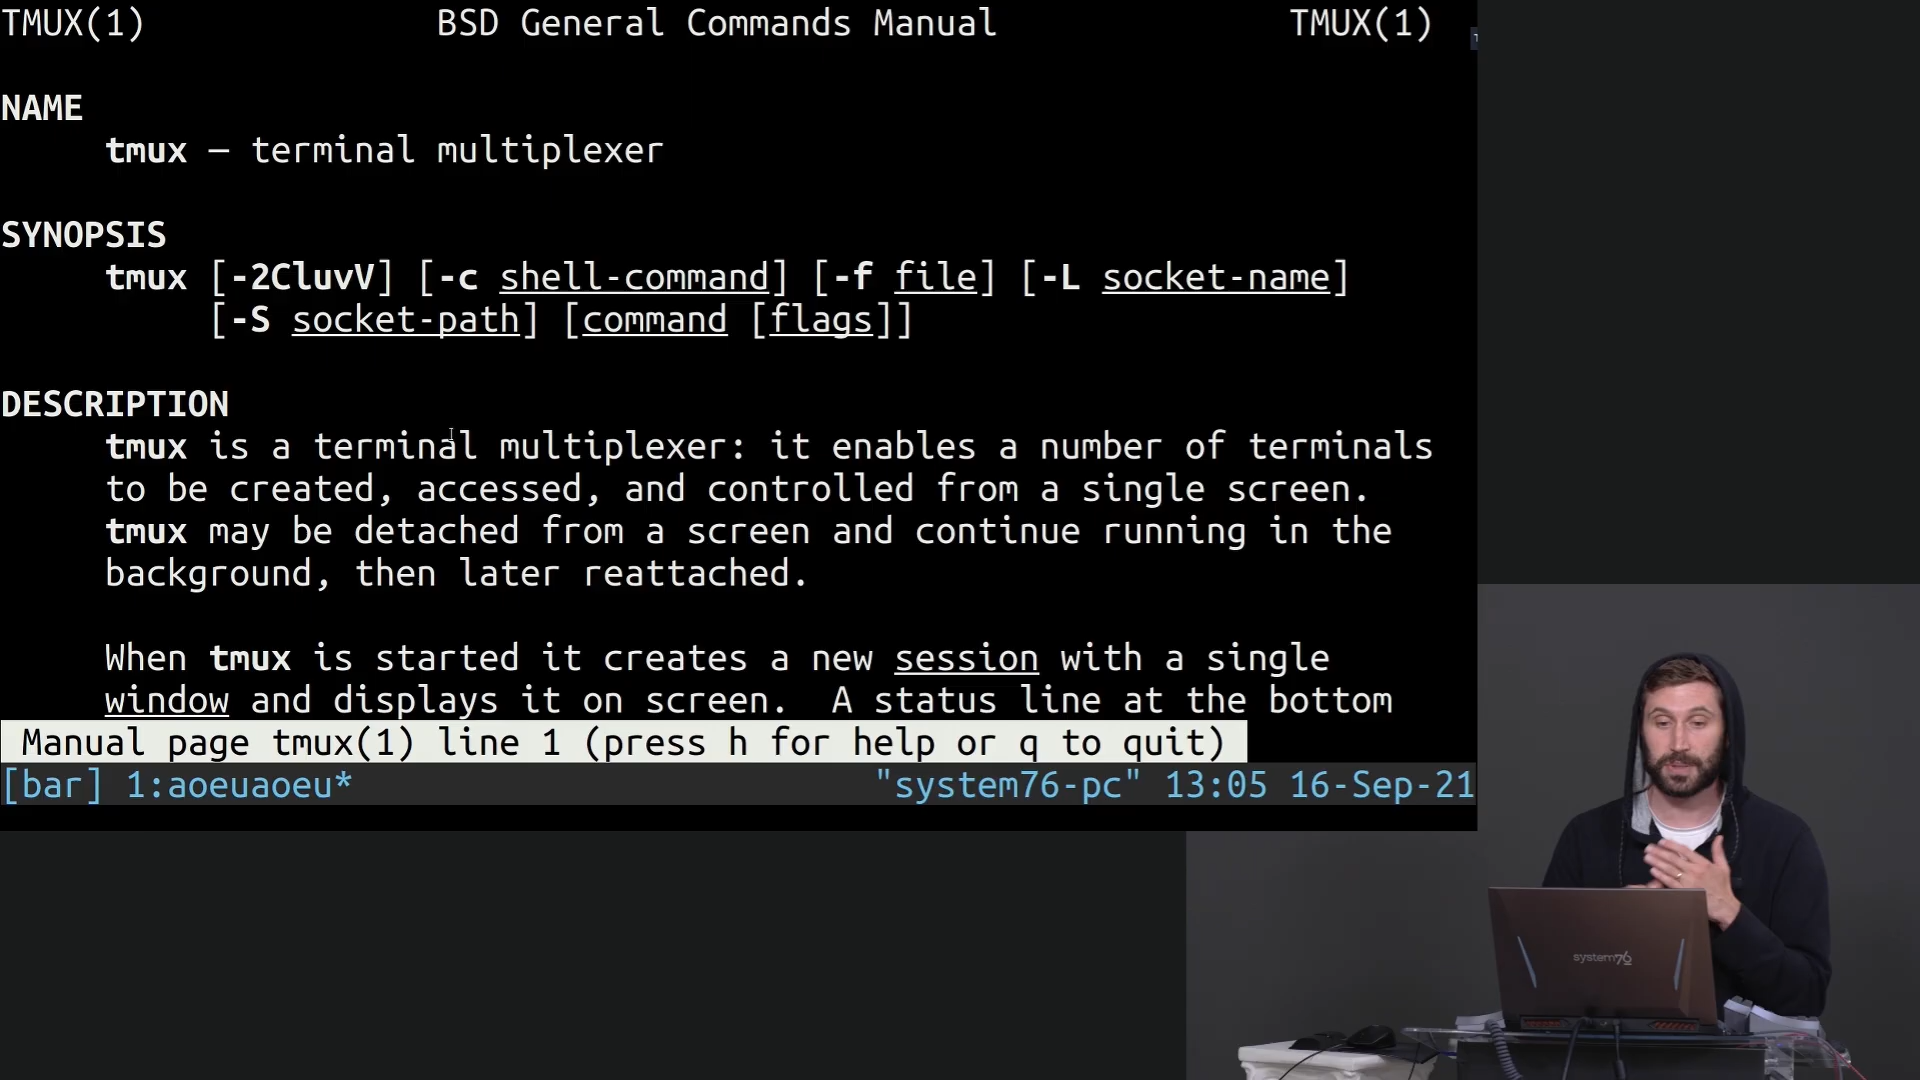 TMUX(1) BSD General Commands Manual TMUX(1)
NAME
tmux — terminal multiplexer
SYNOPSIS
tmux [-2CluvV] [-c shell-command] [-f file] [-L socket-name]
[-S socket-path] [command [flags]]
DESCRIPTION
tmux is a terminal multiplexer: it enables a number of terminals
to be created, accessed, and controlled from a single screen.
tmux may be detached from a screen and continue running in the
background, then later reattached.
When tmux is started it creates a new session with a single
window and displays it on screen.  A status line at the bottom
Manual page tmux(1) line 1 (press h for help or q to quit)
[bar] 1:aoeuaoeu* "system76-pc" 13:05 16-Sep-21
system76